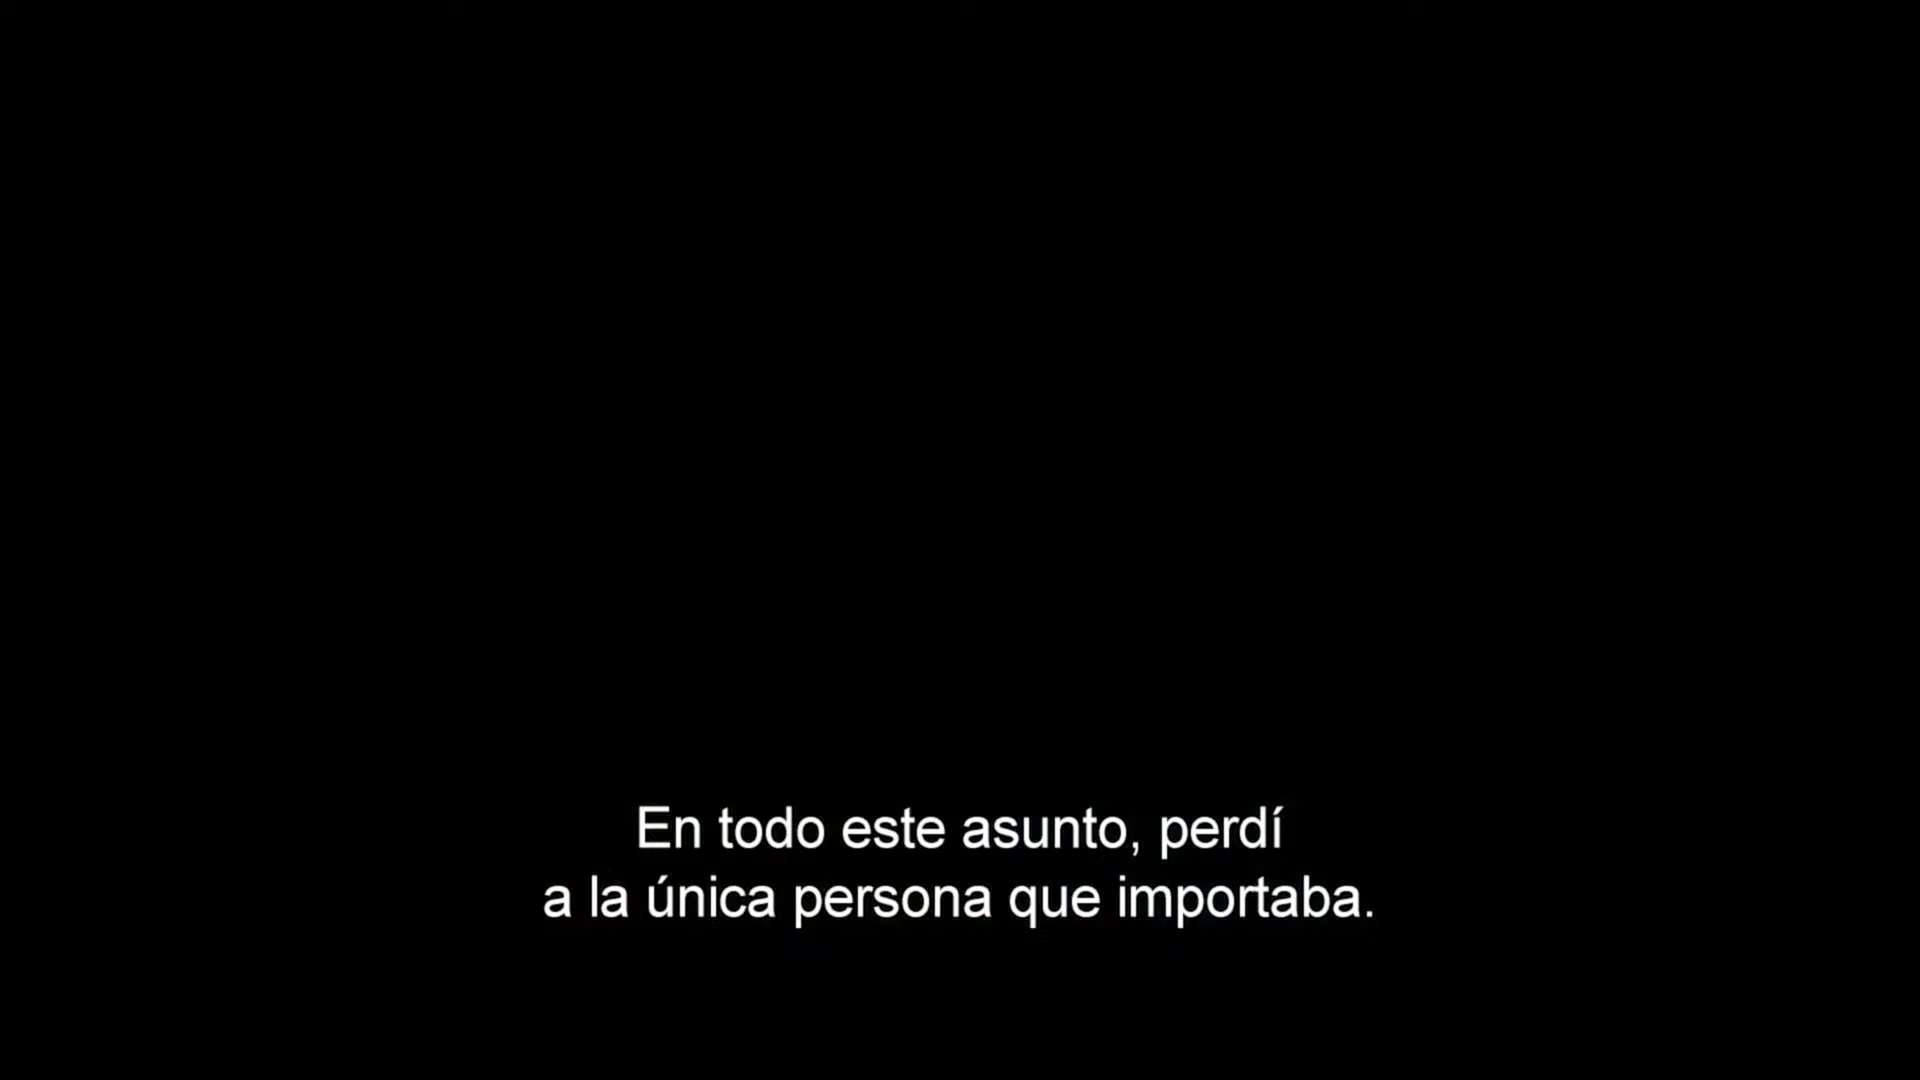 En todo este asunto, perdí
a la única persona que importaba.